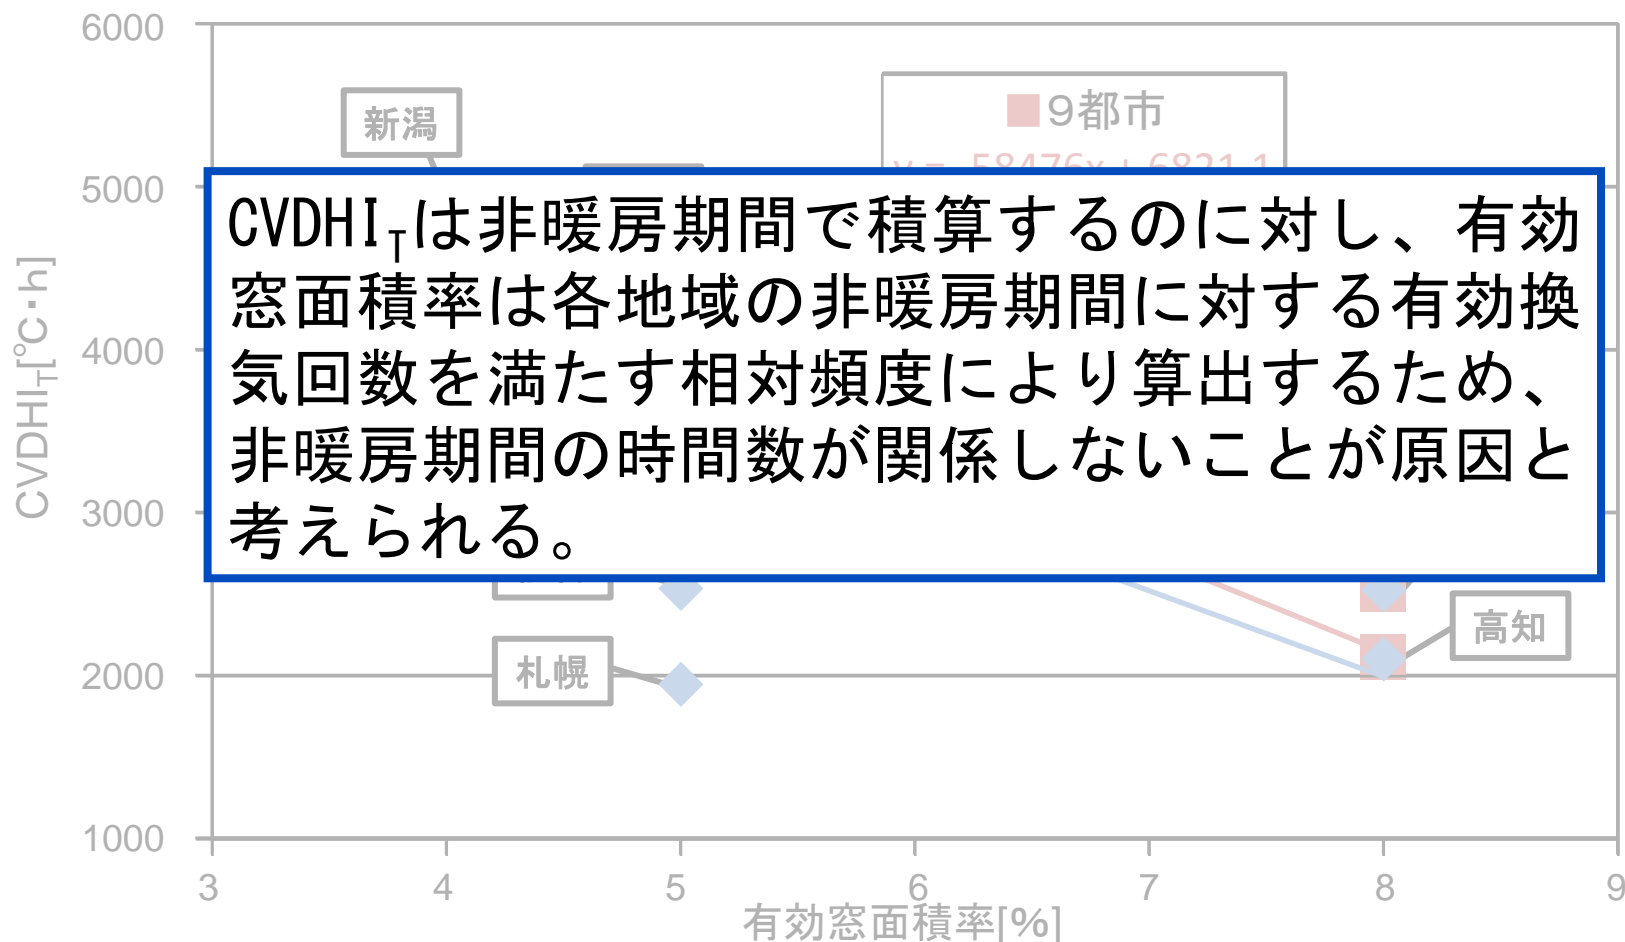 6000
新潟
9都市
y = -58476x + 6821.1
5000
CVDHI_Tは非暖房期間で積算するのに対し、有効
窓面積率は各地域の非暖房期間に対する有効換
気回数を満たす相対頻度により算出するため、
非暖房期間の時間数が関係しないことが原因と
考えられる。
CVDHI_T[℃・h]
4000
3000
高知
札幌
2000
1000
3 4 5 6 7 8 9
有効窓面積率[%]